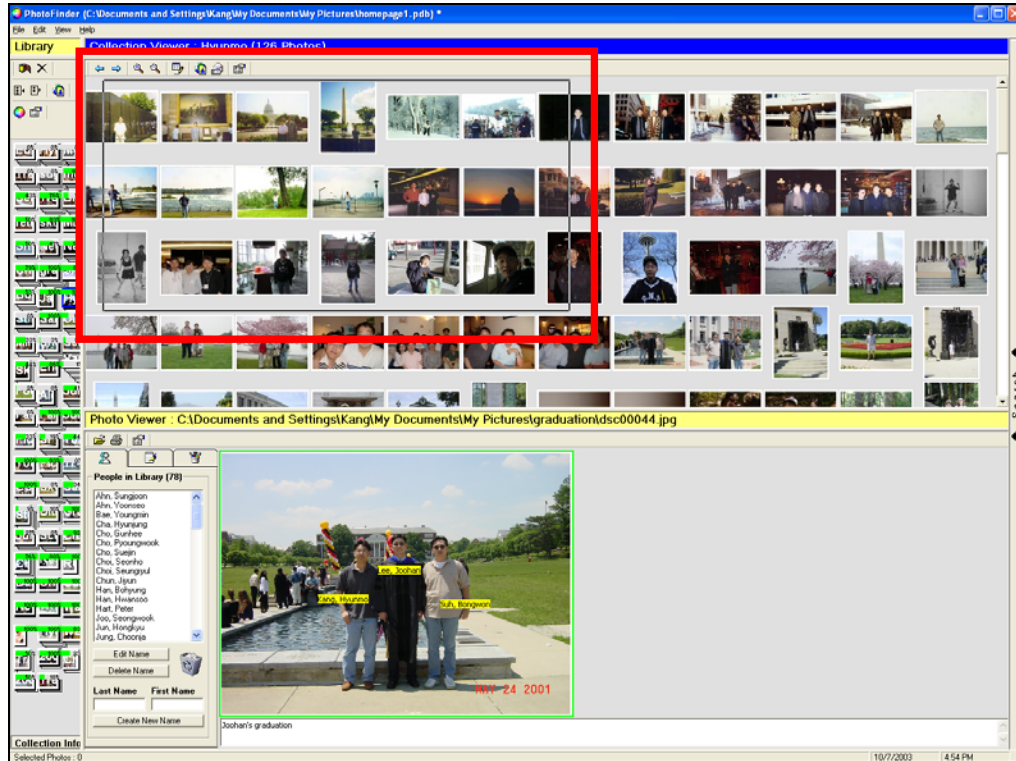 PhotoFinder (C:\Documents and Settings\Kang\My Documents\My Pictures\homepage1.pdb) *
File Edit View Help
Library
Collection Viewer : Hyunmo (126 Photos)
Photo Viewer : C:\Documents and Settings\Kang\My Documents\My Pictures\graduation\dsc00044.jpg
People in Library (78)
Ahn, Sungjoon
Ahn, Yoonseo
Bae, Youngmin
Cha, Hyunjung
Cho, Gunhee
Cho, Pyoungwook
Cho, Suejin
Choi, Seonho
Choi, Seungyul
Chun, Jiyun
Han, Bohyung
Han, Hwansoo
Hart, Peter
Joo, Seongwook
Jun, Hongkyu
Jung, Choonja
Edit Name
Delete Name
Last Name First Name
Create New Name
Lee, Joohan
Kang, Hyunmo
Suh, Bongwon
MAY 24 2001
Joohan's graduation
Collection Info
Selected Photos : 0
10/7/2003 4:54 PM